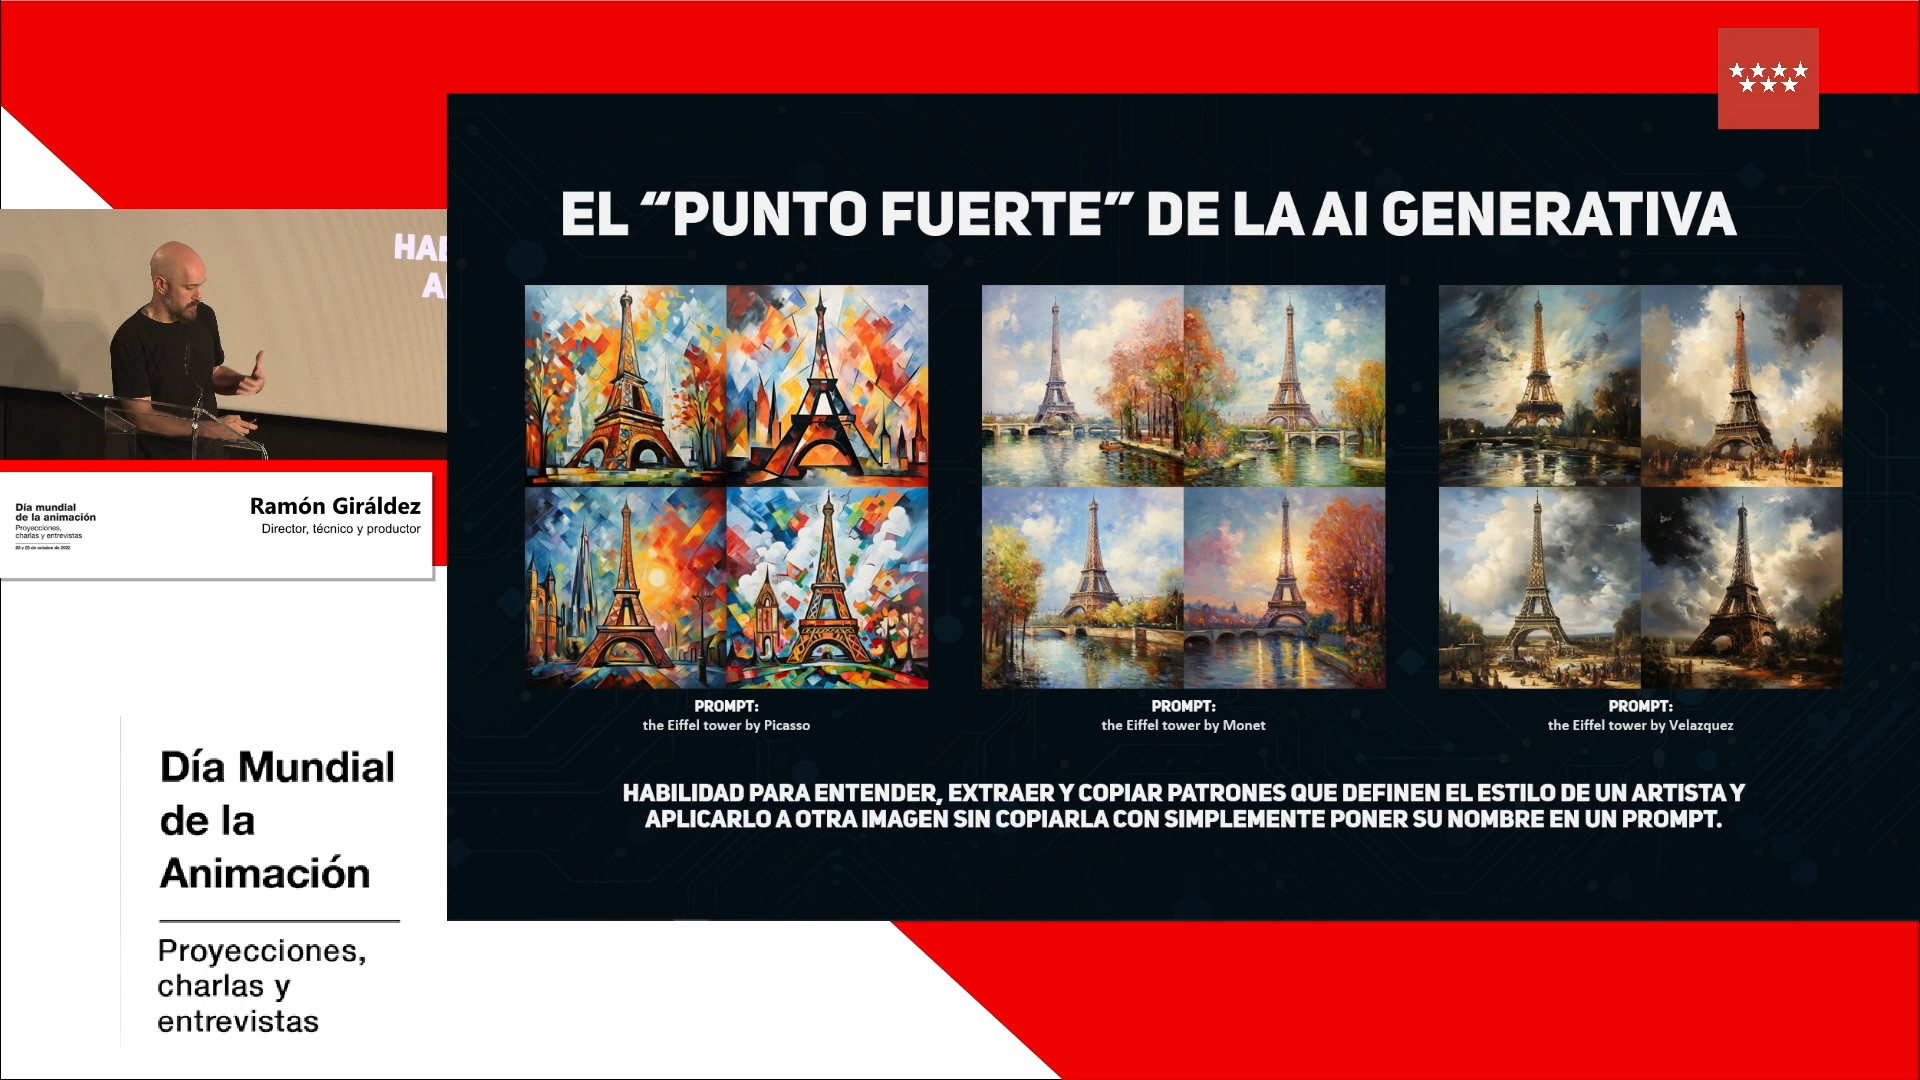 EL “PUNTO FUERTE” DE LA AI GENERATIVA
HAB
A
Ramón Giráldez
Director, técnico y productor
Día mundial
de la animación
Proyecciones,
charlas y entrevistas
PROMPT:
the Eiffel tower by Picasso
PROMPT:
the Eiffel tower by Monet
PROMPT:
the Eiffel tower by Velazquez
HABILIDAD PARA ENTENDER, EXTRAER Y COPIAR PATRONES QUE DEFINEN EL ESTILO DE UN ARTISTA Y
APLICARLO A OTRA IMAGEN SIN COPIARLA CON SIMPLEMENTE PONER SU NOMBRE EN UN PROMPT.
Día Mundial
de la
Animación
Proyecciones,
charlas y
entrevistas